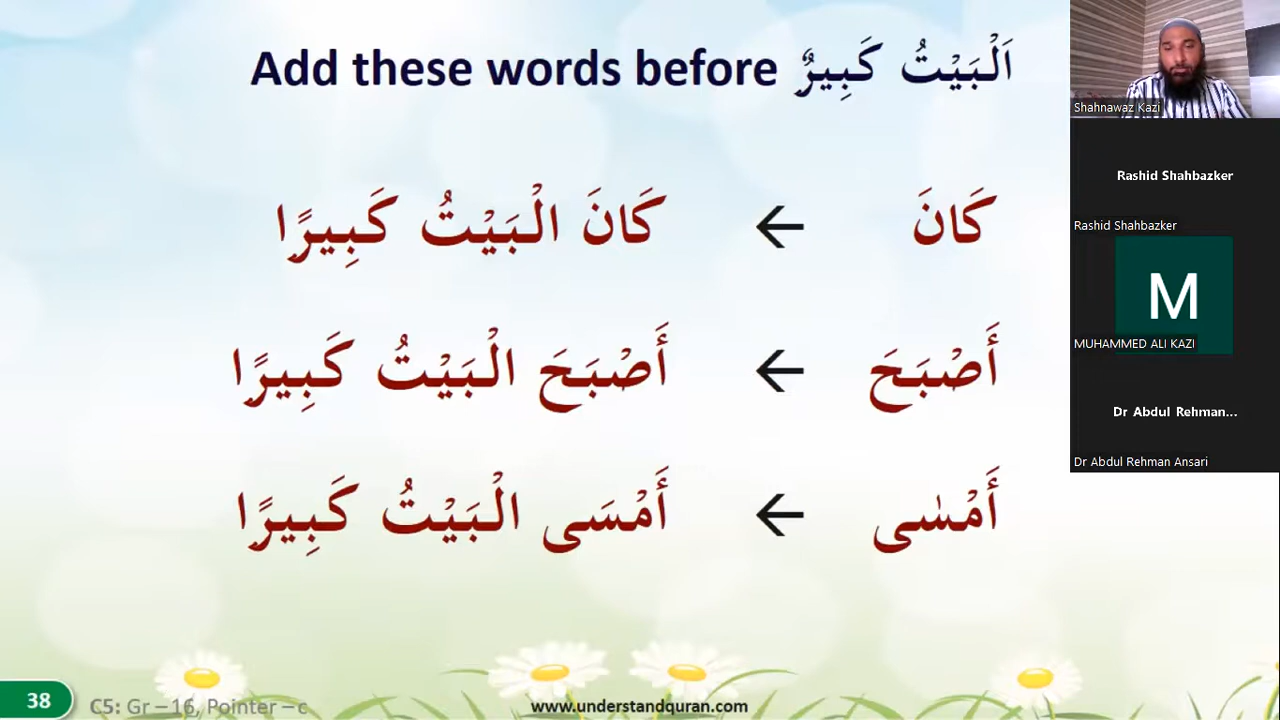 Add these words before اَلْبَيْتُ كَبِيرٌ
كَانَ ← كَانَ الْبَيْتُ كَبِيرًا
أَصْبَحَ ← أَصْبَحَ الْبَيْتُ كَبِيرًا
أَمْسٰى ← أَمْسَى الْبَيْتُ كَبِيرًا
38
C5: Gr – 16, Pointer – c
www.understandquran.com
Shahnawaz Kazi
Rashid Shahbazker
Rashid Shahbazker
M
MUHAMMED ALI KAZI
Dr Abdul Rehman...
Dr Abdul Rehman Ansari